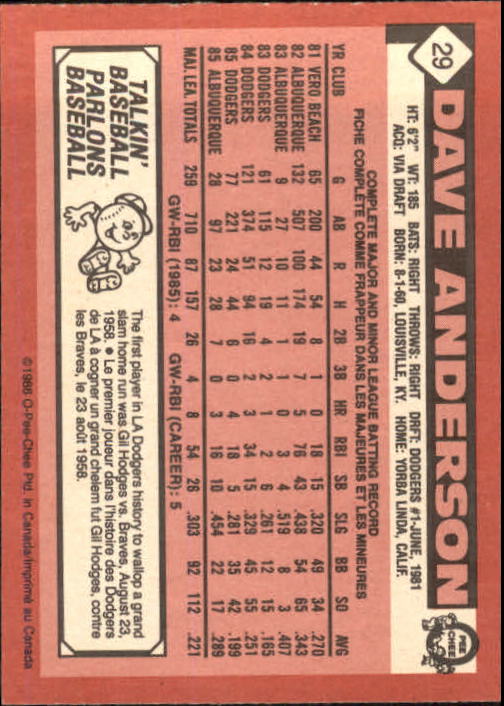 29
DAVE ANDERSON
O
PEE
CHEE
HT: 6'2" WT: 185 BATS: RIGHT THROWS: RIGHT DRFT: DODGERS #1-JUNE, 1981
ACQ: VIA DRAFT BORN: 8-1-60, LOUISVILLE, KY. HOME: YORBA LINDA, CALIF.
COMPLETE MAJOR AND MINOR LEAGUE BATTING RECORD
FICHE COMPLÈTE COMME FRAPPEUR DANS LES MAJEURES ET LES MINEURES
YR CLUB G AB R H 2B 3B HR RBI SB SLG BB SO AVG
81 VERO BEACH 65 200 44 54 8 1 0 18 15 .320 49 34 .270
82 ALBUQUERQUE 132 507 100 174 19 7 5 76 43 .438 54 65 .343
83 ALBUQUERQUE 9 27 10 11 1 1 0 3 4 .519 8 3 .407
83 DODGERS 61 115 12 19 4 2 1 2 6 .261 12 15 .165
84 DODGERS 121 374 51 94 16 2 3 34 15 .329 45 55 .251
85 DODGERS 77 221 24 44 6 0 4 18 5 .281 35 42 .199
85 ALBUQUERQUE 28 97 23 28 7 0 3 16 10 .454 22 17 .289
MAJ. LEA. TOTALS 259 710 87 157 26 4 8 54 26 .303 92 112 .221
GW-RBI (1985): 4 GW-RBI (CAREER): 5
TALKIN'
BASEBALL
PARLONS
BASEBALL
The first player in LA Dodgers history to wallop a grand
slam home run was Gil Hodges vs. Braves, August 23,
1958. • Le premier joueur dans l'histoire des Dodgers
de LA à cogner un grand chelem fut Gil Hodges, contre
les Braves, le 23 août 1958.
©1986 O-Pee-Chee Ptg. in Canada/Imprimé au Canada